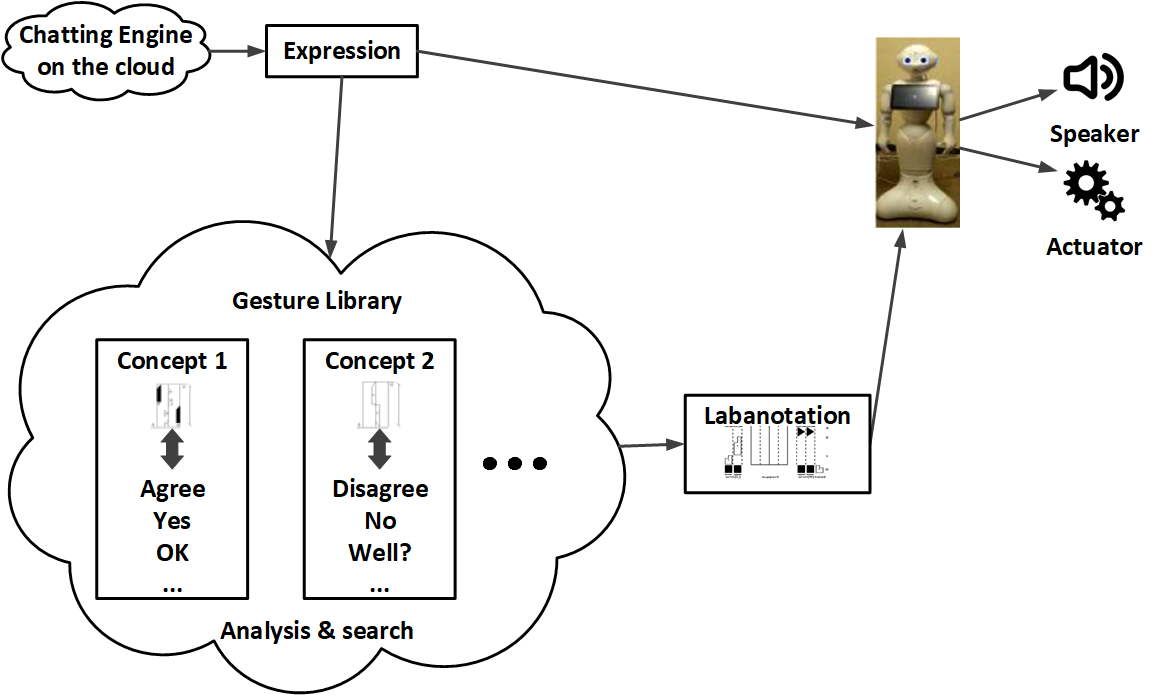 Chatting Engine
on the cloud
Expression
Speaker
Actuator
Gesture Library
Concept 1
Agree
Yes
OK
...
Concept 2
Disagree
No
Well?
...
Analysis & search
Labanotation